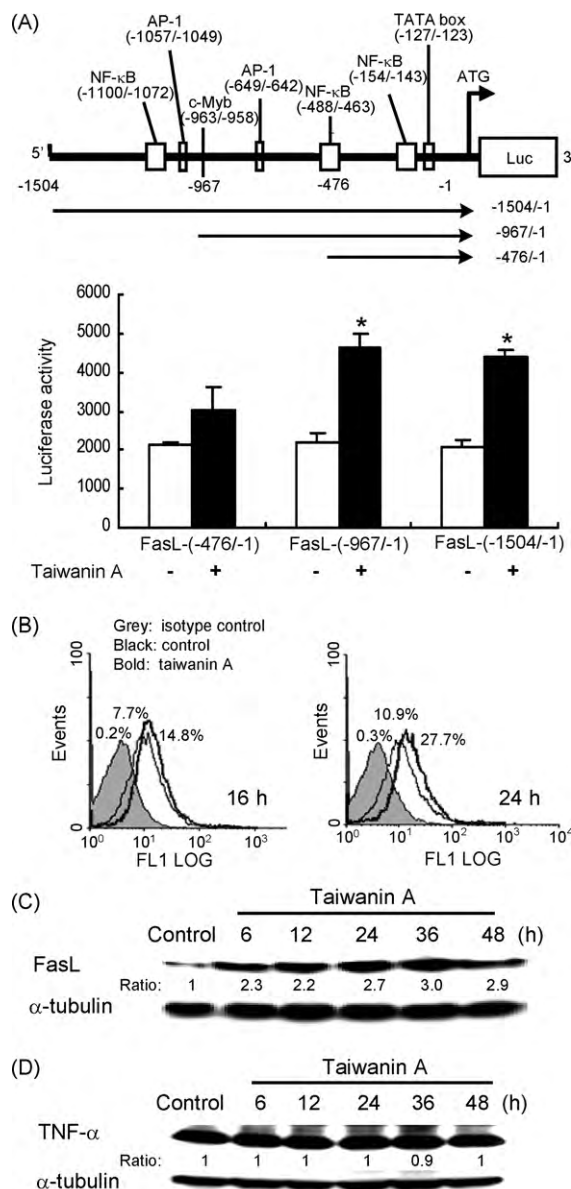 (A)
AP-1
(-1057/-1049)
TATA box
(-127/-123)
NF-κB
(-1100/-1072)
c-Myb
(-963/-958)
AP-1
(-649/-642)
NF-κB
(-488/-463)
NF-κB
(-154/-143)
ATG
5'
Luc
3
-1504
-967
-476
-1
-1504/-1
-967/-1
-476/-1
Luciferase activity
6000
5000
4000
3000
2000
1000
0
* *
FasL-(-476/-1) FasL-(-967/-1) FasL-(-1504/-1)
Taiwanin A - + - + - +
(B)
Grey: isotype control
Black: control
Bold: taiwanin A
100
Events
0
7.7%
0.2%
14.8%
16 h
10⁰ 10¹ 10² 10³
FL1 LOG
100
Events
0
10.9%
0.3%
27.7%
24 h
10⁰ 10¹ 10² 10³ 10⁴
FL1 LOG
(C)
Taiwanin A
Control 6 12 24 36 48 (h)
FasL
Ratio: 1 2.3 2.2 2.7 3.0 2.9
α-tubulin
(D)
Taiwanin A
Control 6 12 24 36 48 (h)
TNF-α
Ratio: 1 1 1 1 0.9 1
α-tubulin